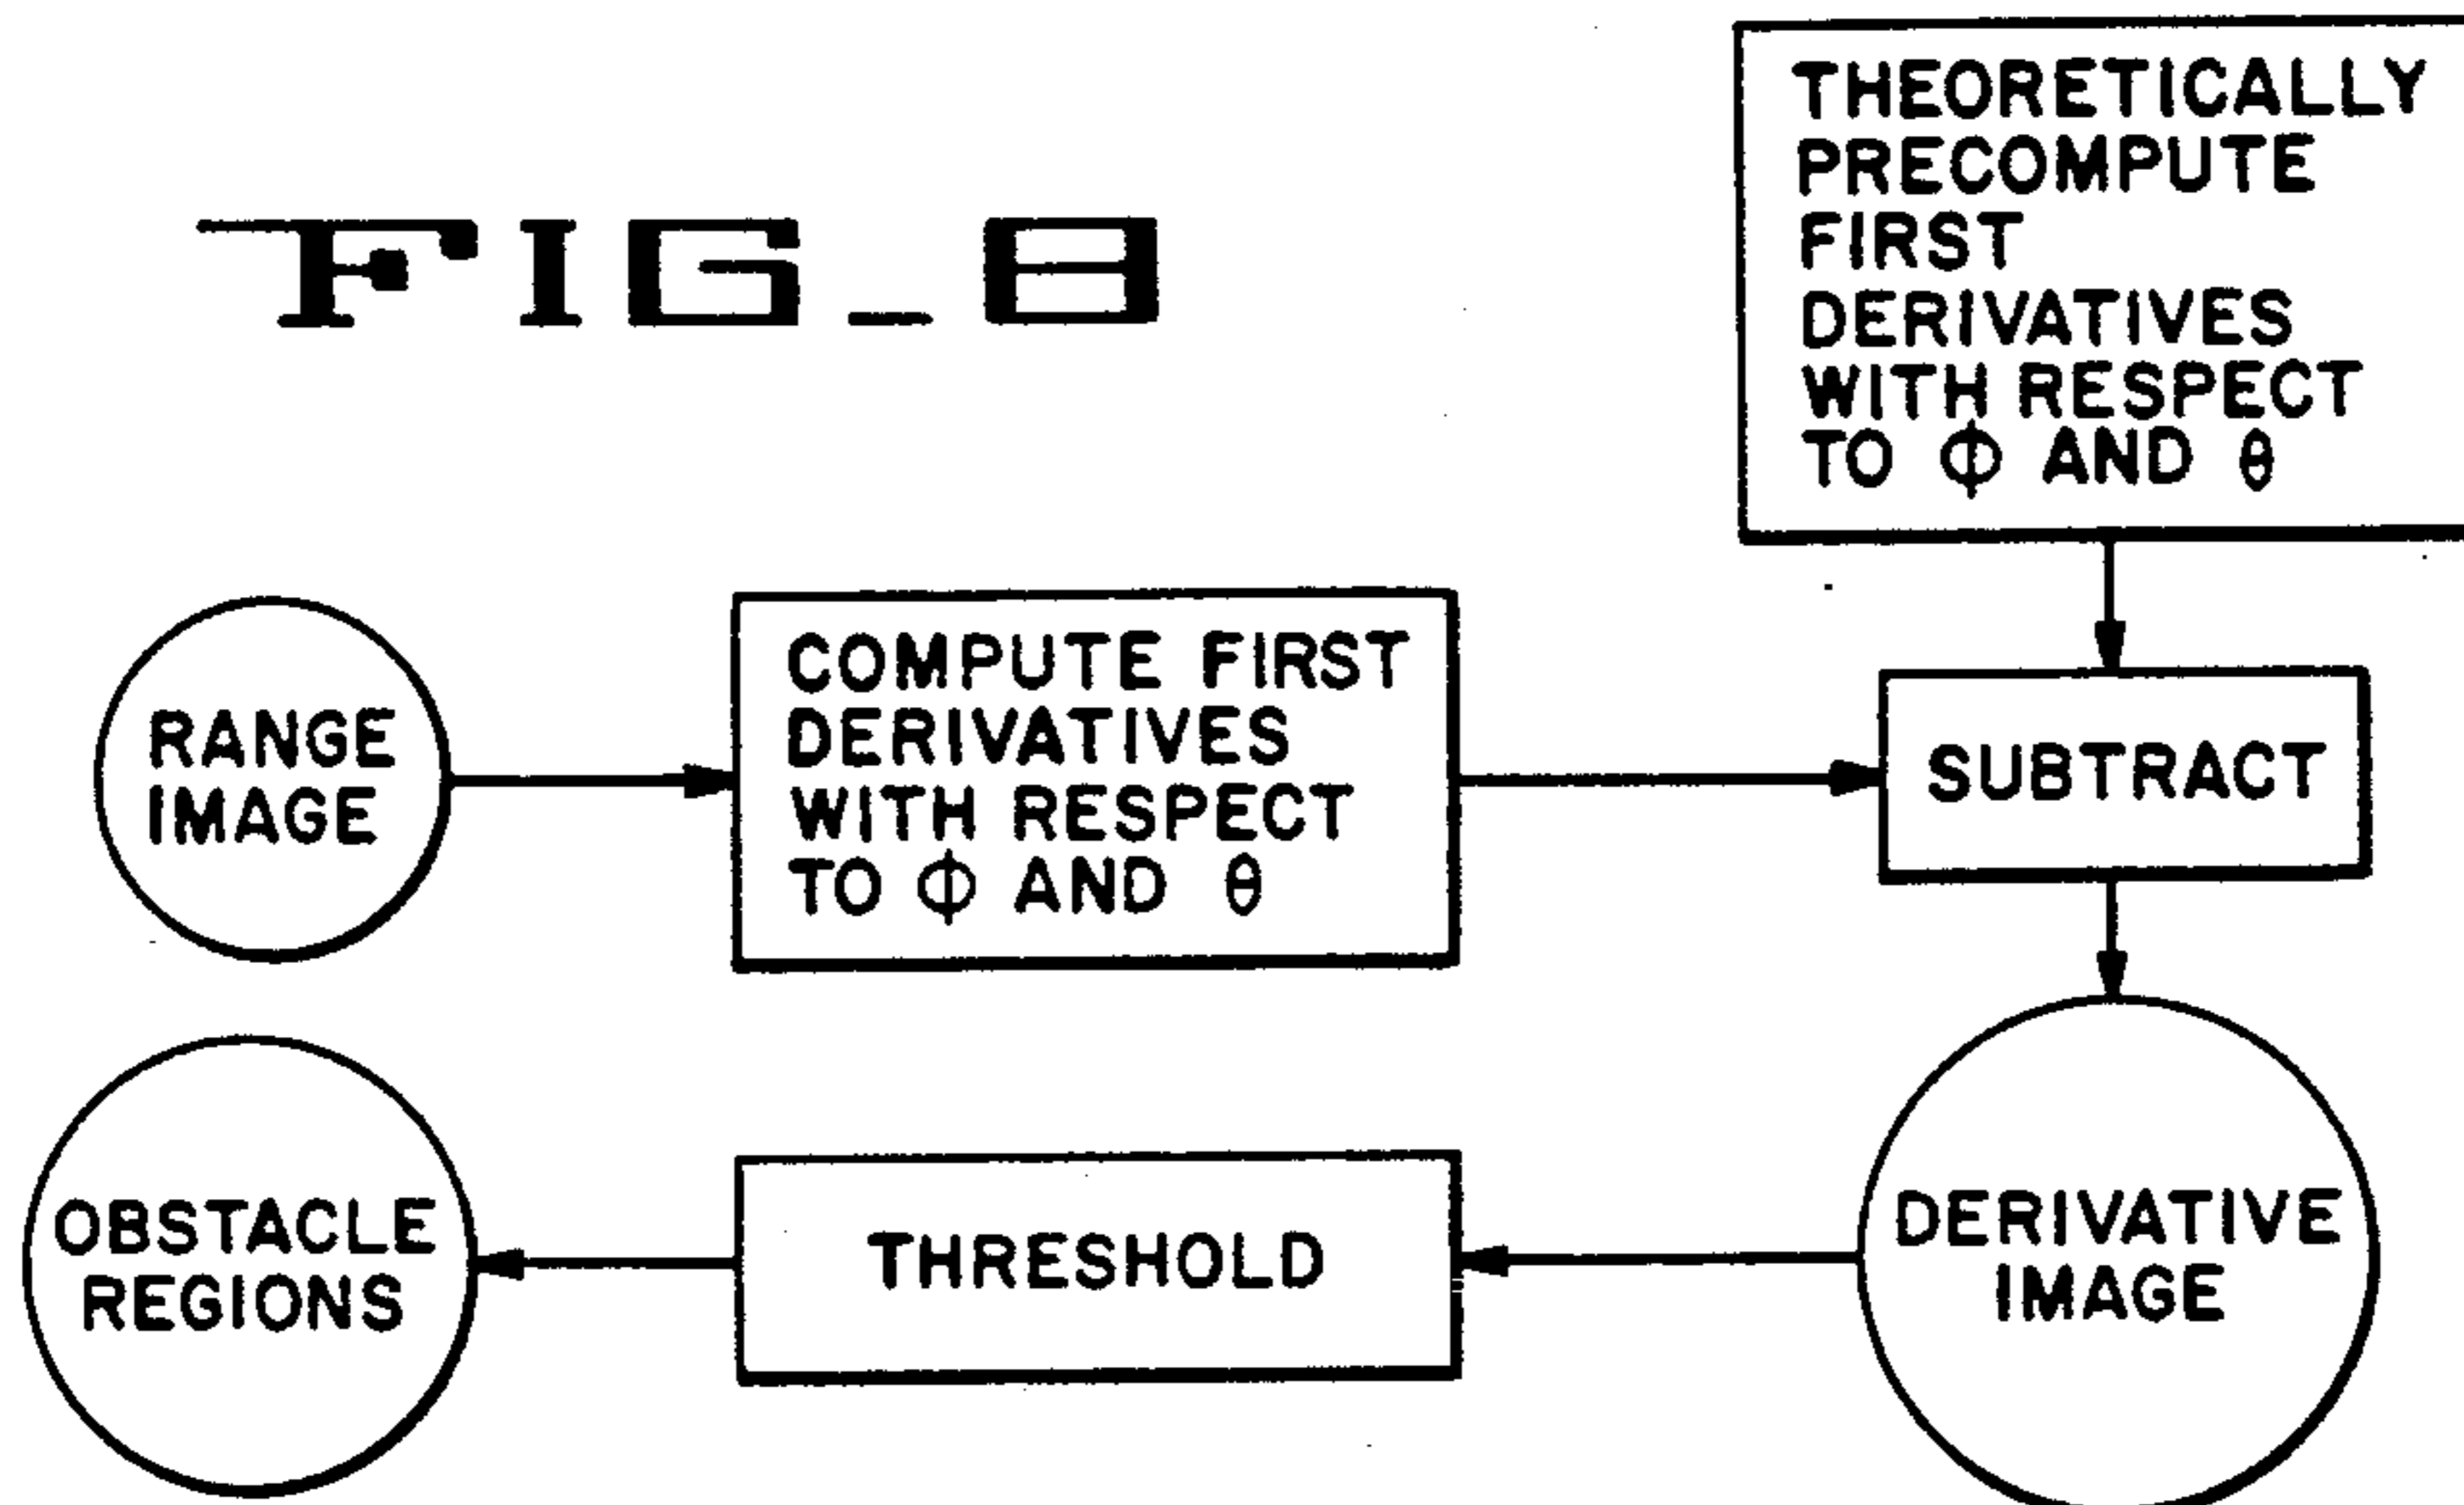 FIG_8
THEORETICALLY
PRECOMPUTE
FIRST
DERIVATIVES
WITH RESPECT
TO Φ AND θ
RANGE
IMAGE
COMPUTE FIRST
DERIVATIVES
WITH RESPECT
TO Φ AND θ
SUBTRACT
DERIVATIVE
IMAGE
THRESHOLD
OBSTACLE
REGIONS